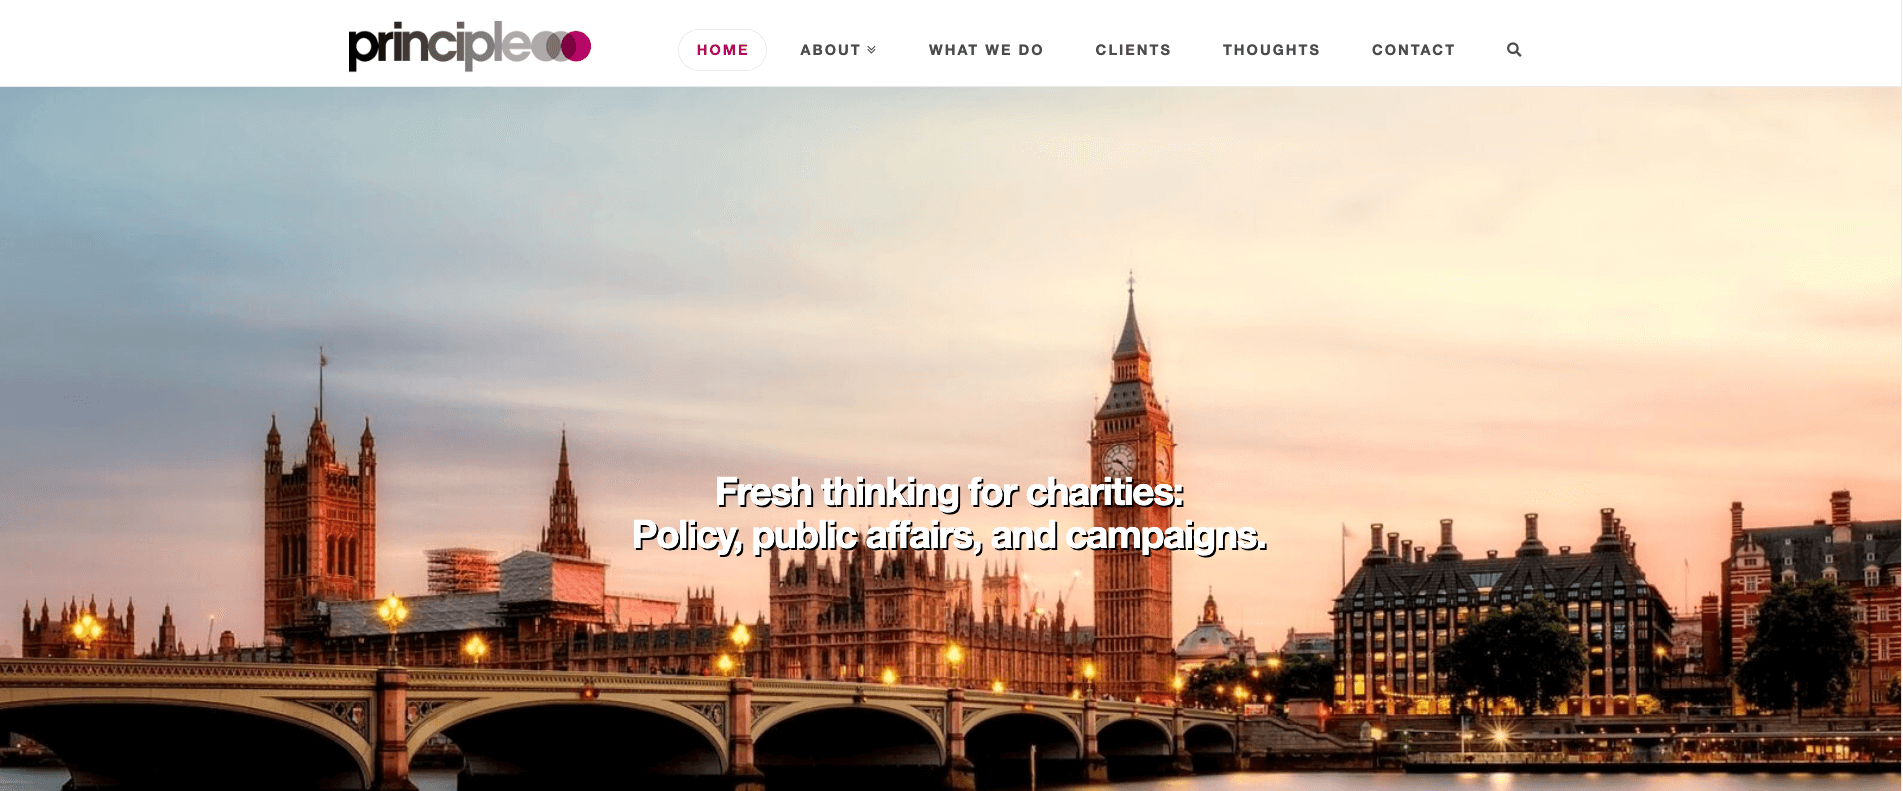 principle
HOME
ABOUT
WHAT WE DO
CLIENTS
THOUGHTS
CONTACT
Fresh thinking for charities:
Policy, public affairs, and campaigns.